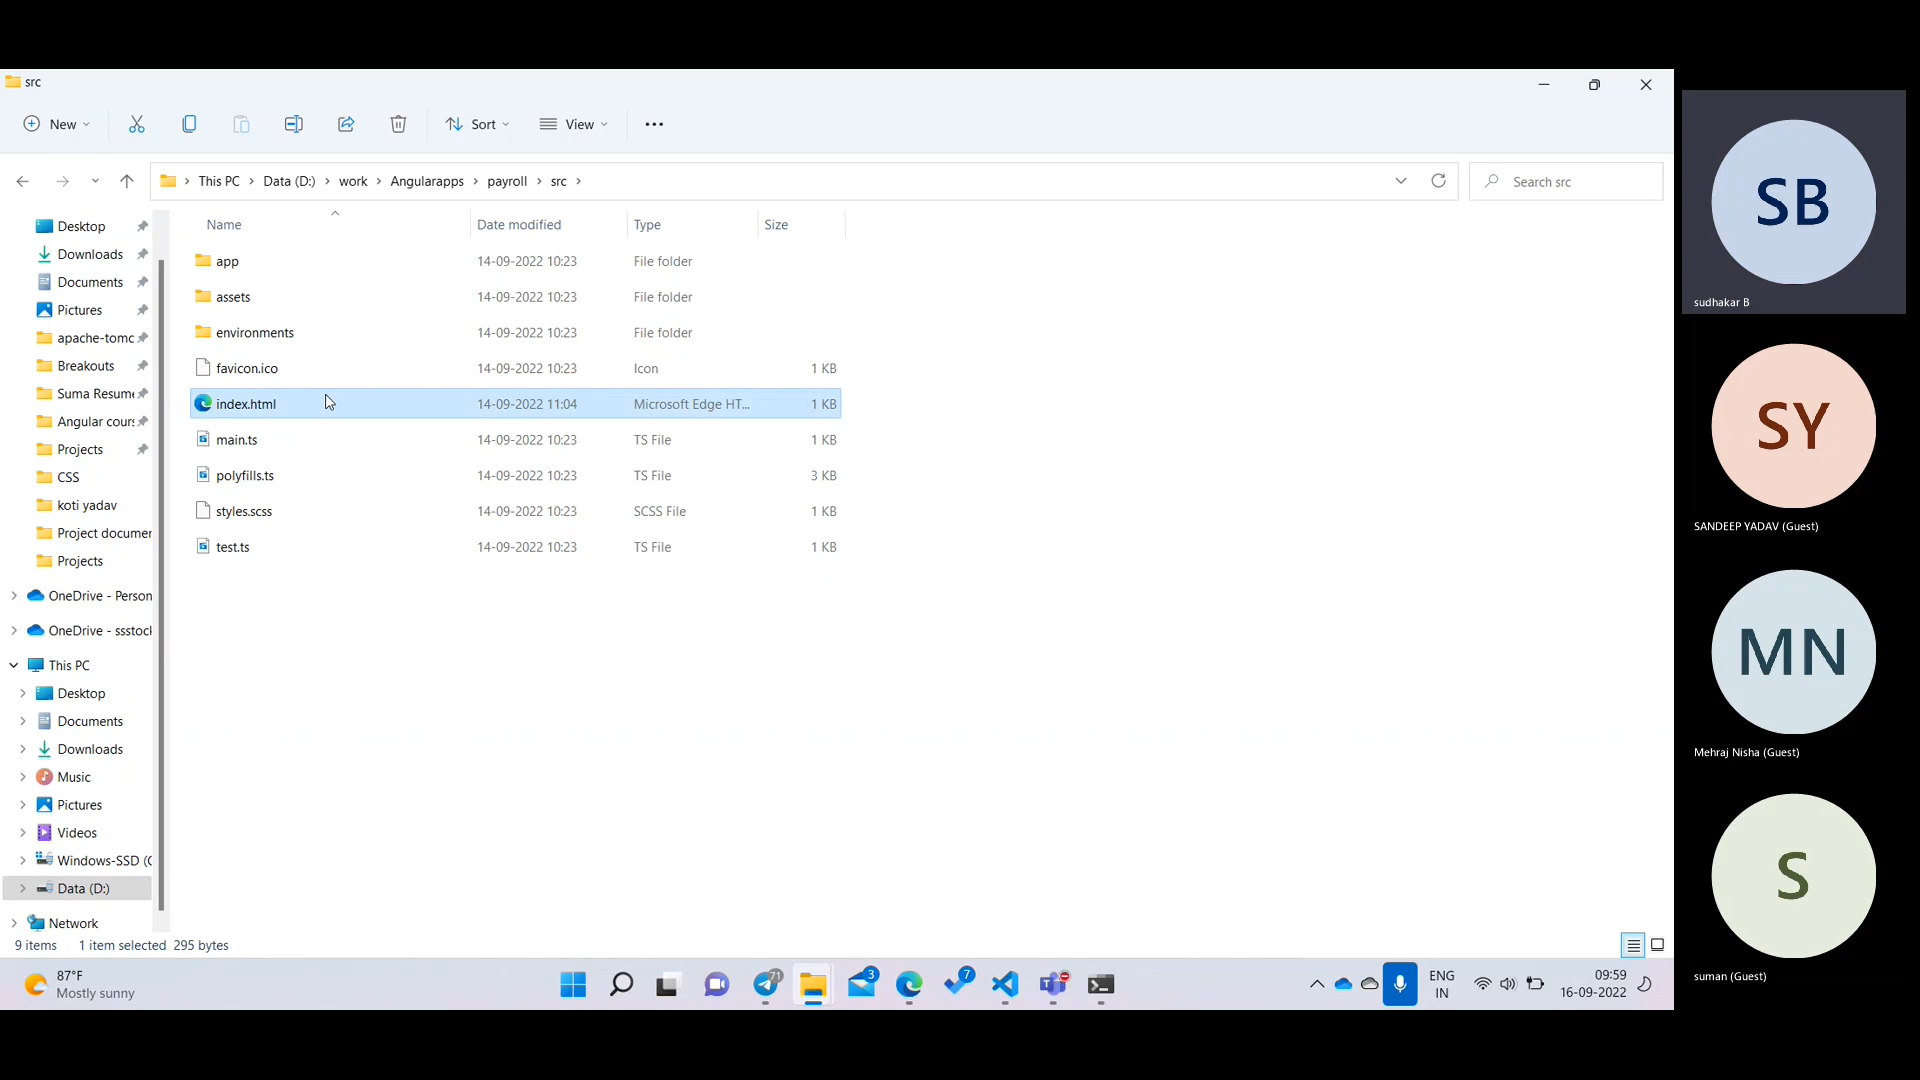 src
New
Sort
View
This PC
Data (D:)
work
Angularapps
payroll
src
Search src
Name
Date modified
Type
Size
app 14-09-2022 10:23 File folder
assets 14-09-2022 10:23 File folder
environments 14-09-2022 10:23 File folder
favicon.ico 14-09-2022 10:23 Icon 1 KB
index.html 14-09-2022 11:04 Microsoft Edge HT... 1 KB
main.ts 14-09-2022 10:23 TS File 1 KB
polyfills.ts 14-09-2022 10:23 TS File 3 KB
styles.scss 14-09-2022 10:23 SCSS File 1 KB
test.ts 14-09-2022 10:23 TS File 1 KB
Desktop
Downloads
Documents
Pictures
apache-tomc
Breakouts
Suma Resume
Angular cours
Projects
CSS
koti yadav
Project documer
Projects
OneDrive - Person
OneDrive - ssstocl
This PC
Desktop
Documents
Downloads
Music
Pictures
Videos
Windows-SSD (C
Data (D:)
Network
9 items 1 item selected 295 bytes
87°F
Mostly sunny
71
3
7
ENG
IN
09:59
16-09-2022
SB
sudhakar B
SY
SANDEEP YADAV (Guest)
MN
Mehraj Nisha (Guest)
S
suman (Guest)